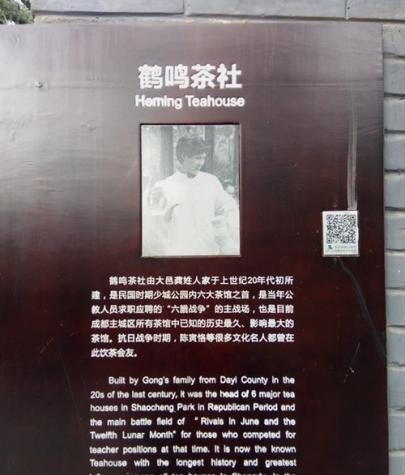 鹤鸣茶社
Heming Teahouse
鹤鸣茶社由大邑龚姓人家于上世纪20年代初所
建，是民国时期少城公园内六大茶馆之首，是当年公
教人员求职应聘的“六腊战争”的主战场，也是目前
成都主城区所有茶馆中已知的历史最久、影响最大的
茶馆。抗日战争时期，陈寅恪等很多文化名人都曾在
此饮茶会友。
Built by Gong's family from Dayi County in the
20s of the last century, it was the head of 6 major tea
houses in Shaocheng Park in Republican Period and
the main battle field of “Rivals in June and the
Twelfth Lunar Month” for those who competed for
teacher positions at that time. It is now the known
Teahouse with the longest history and greatest